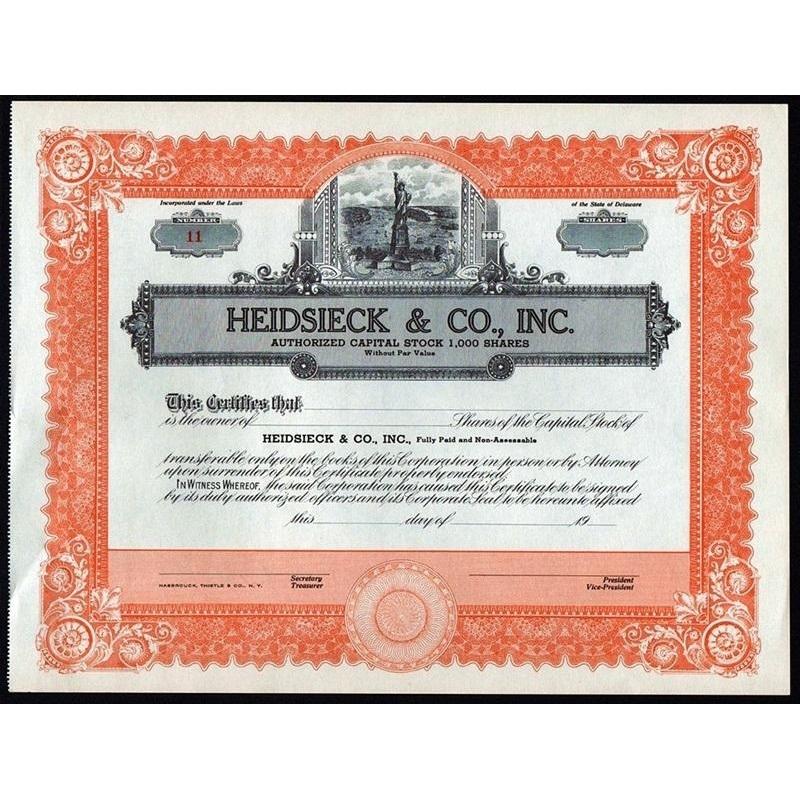 Incorporated under the Laws
of the State of Delaware
NUMBER
11
SHARES
HEIDSIECK & CO., INC.
AUTHORIZED CAPITAL STOCK 1,000 SHARES
Without Par Value
This Certifies that
is the owner of Shares of the Capital Stock of
HEIDSIECK & CO., INC., Fully Paid and Non-Assessable
transferable only on the books of this Corporation in person or by Attorney
upon surrender of this Certificate properly endorsed.
IN WITNESS WHEREOF, the said Corporation has caused this Certificate to be signed
by its duly authorized officers and its Corporate Seal to be hereunto affixed
this day of 19
HASBROUCK, THISTLE & CO., N. Y.
Secretary
Treasurer
President
Vice-President